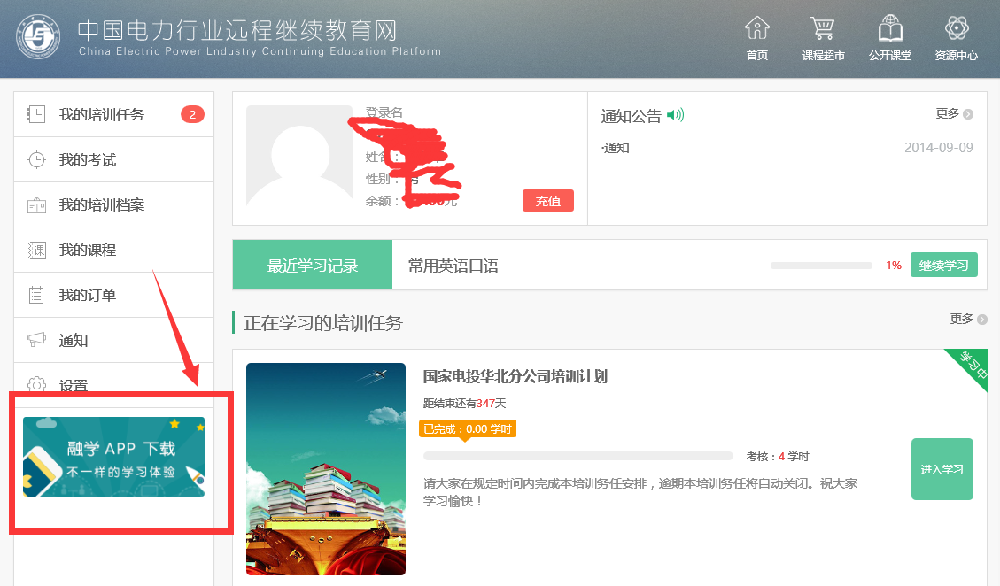 中国电力行业远程继续教育网
China Electric Power Lndustry Continuing Education Platform
首页
课程超市
公开课堂
资源中心
我的培训任务
2
我的考试
我的培训档案
课
我的课程
我的订单
通知
设置
融学 APP 下载
不一样的学习体验
登录名
姓名：
性别：男
余额：
元
充值
通知公告
更多
·通知
2014-09-09
最近学习记录
常用英语口语
1%
继续学习
正在学习的培训任务
更多
学习中
国家电投华北分公司培训计划
距结束还有347天
已完成：0.00 学时
考核：4 学时
请大家在规定时间内完成本培训务任安排，逾期本培训务任将自动关闭。祝大家
学习愉快！
进入学习